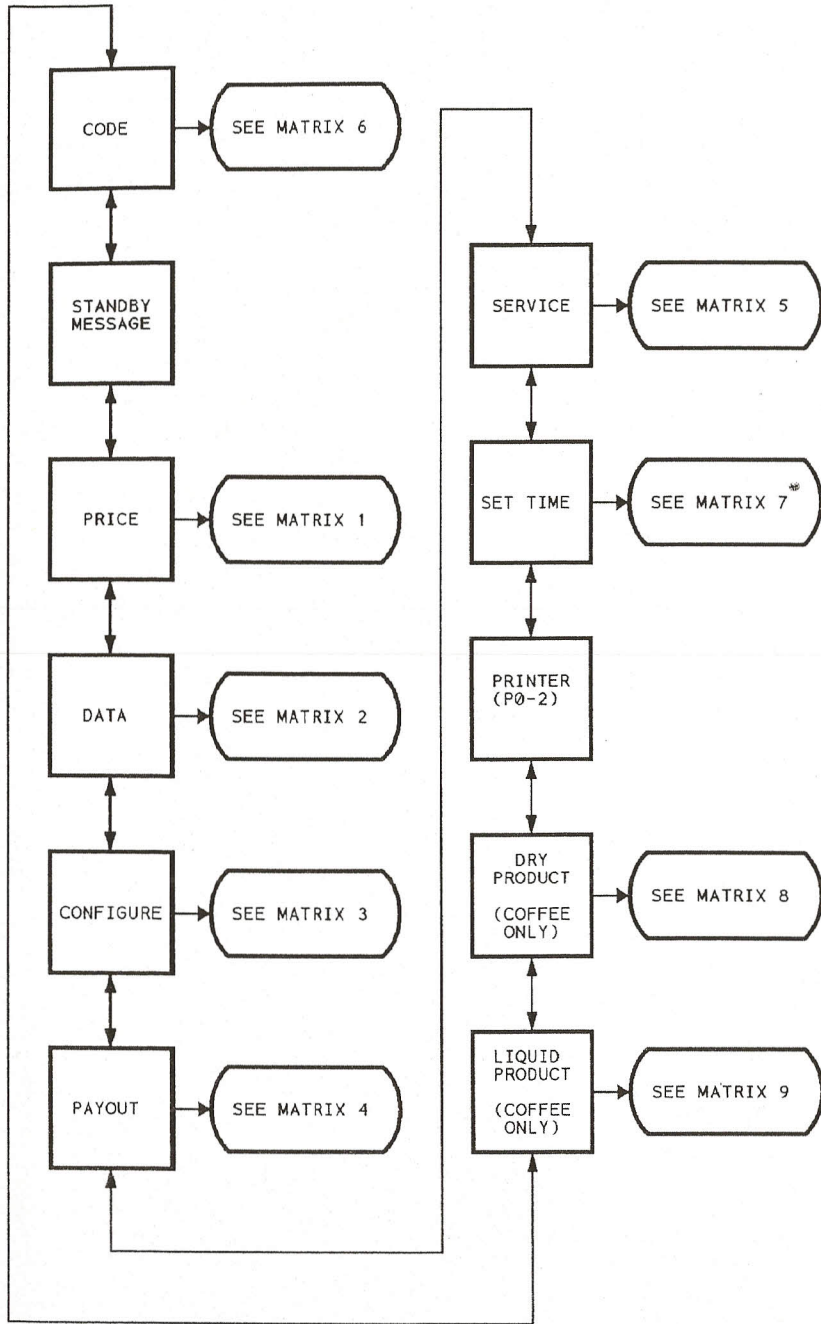 CODE
SEE MATRIX 6
STANDBY
MESSAGE
PRICE
SEE MATRIX 1
DATA
SEE MATRIX 2
CONFIGURE
SEE MATRIX 3
PAYOUT
SEE MATRIX 4
SERVICE
SEE MATRIX 5
SET TIME
SEE MATRIX 7
PRINTER
(P0-2)
DRY
PRODUCT
(COFFEE
ONLY)
SEE MATRIX 8
LIQUID
PRODUCT
(COFFEE
ONLY)
SEE MATRIX 9